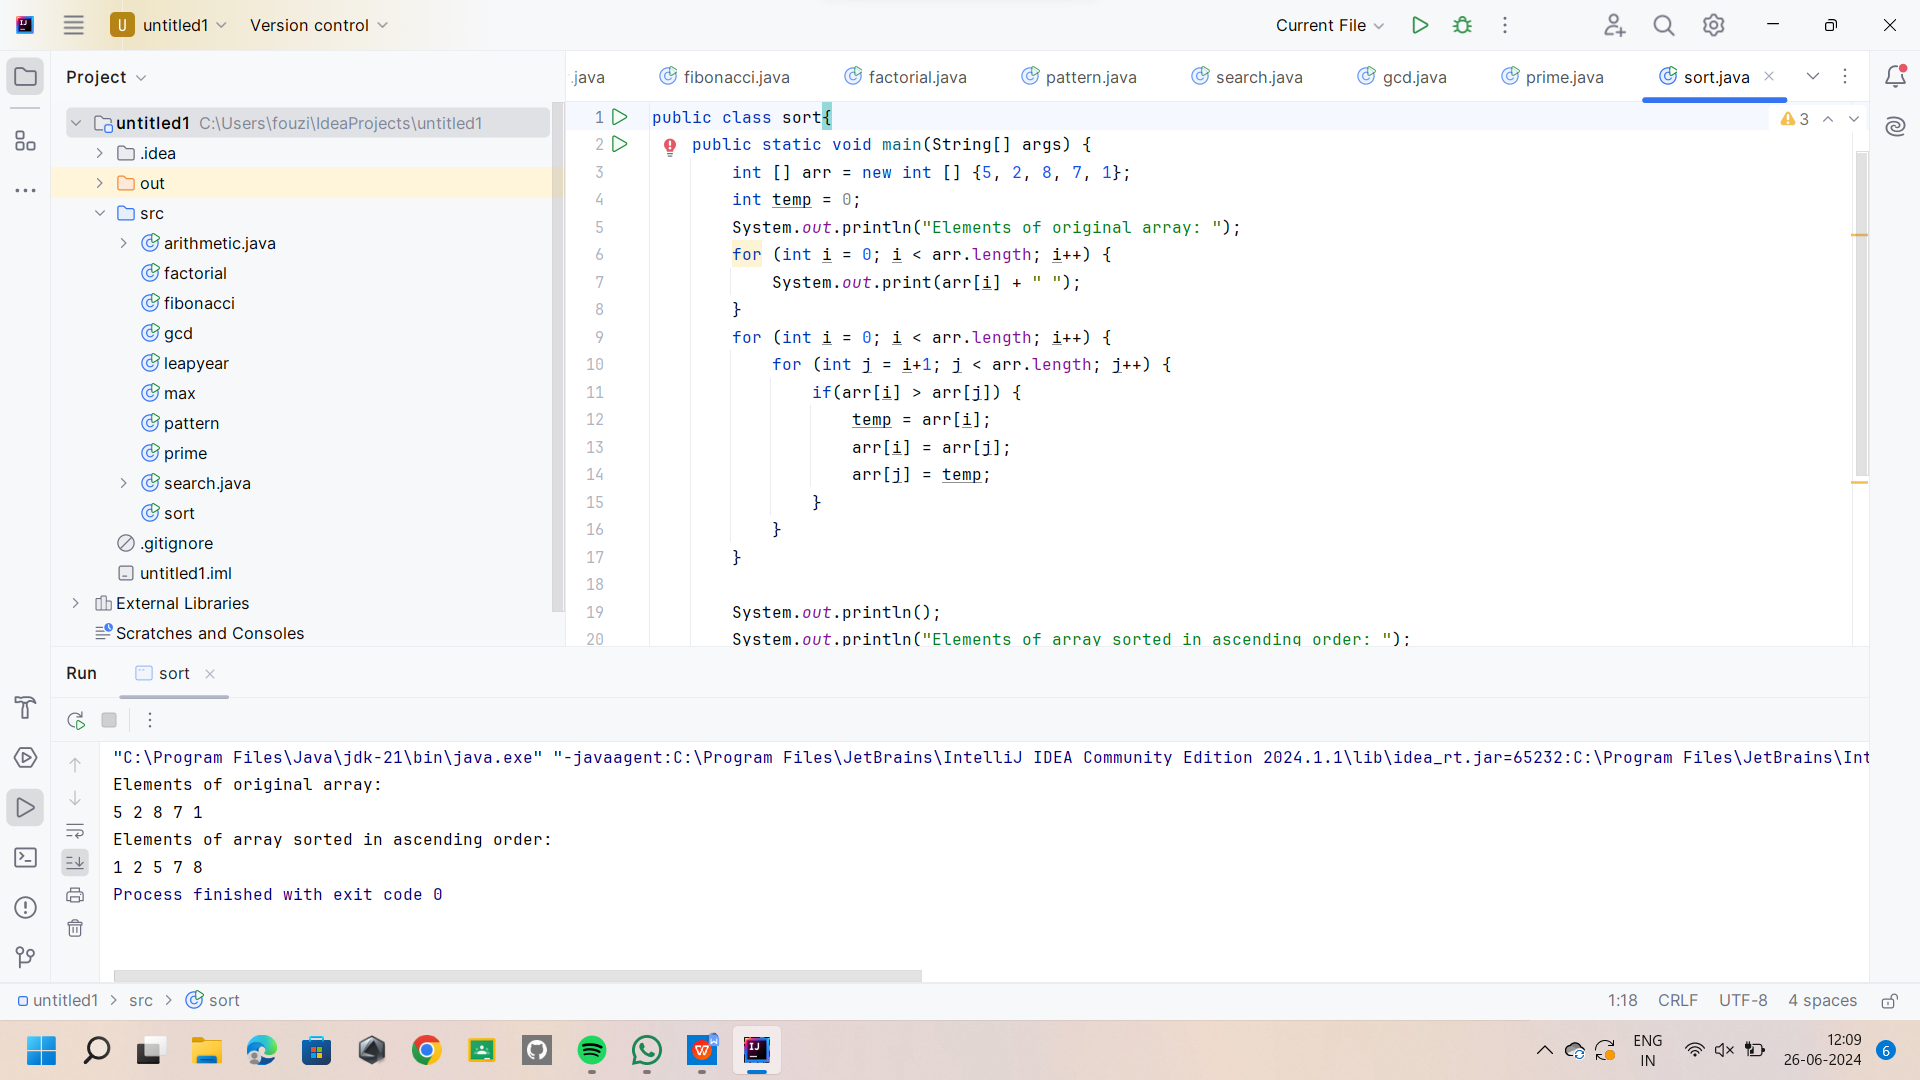 U untitled1 Version control Current File
Project
.java fibonacci.java factorial.java pattern.java search.java gcd.java prime.java sort.java
untitled1 C:\Users\fouzi\IdeaProjects\untitled1
.idea
out
src
arithmetic.java
factorial
fibonacci
gcd
leapyear
max
pattern
prime
search.java
sort
.gitignore
untitled1.iml
External Libraries
Scratches and Consoles
3
1 public class sort{
2 public static void main(String[] args) {
3 int [] arr = new int [] {5, 2, 8, 7, 1};
4 int temp = 0;
5 System.out.println("Elements of original array: ");
6 for (int i = 0; i < arr.length; i++) {
7 System.out.print(arr[i] + " ");
8 }
9 for (int i = 0; i < arr.length; i++) {
10 for (int j = i+1; j < arr.length; j++) {
11 if(arr[i] > arr[j]) {
12 temp = arr[i];
13 arr[i] = arr[j];
14 arr[j] = temp;
15 }
16 }
17 }
18
19 System.out.println();
20 System.out.println("Elements of array sorted in ascending order: ");
Run sort
"C:\Program Files\Java\jdk-21\bin\java.exe" "-javaagent:C:\Program Files\JetBrains\IntelliJ IDEA Community Edition 2024.1.1\lib\idea_rt.jar=65232:C:\Program Files\JetBrains\Int
Elements of original array:
5 2 8 7 1
Elements of array sorted in ascending order:
1 2 5 7 8
Process finished with exit code 0
untitled1 > src > sort 1:18 CRLF UTF-8 4 spaces
ENG
IN
12:09
26-06-2024
6